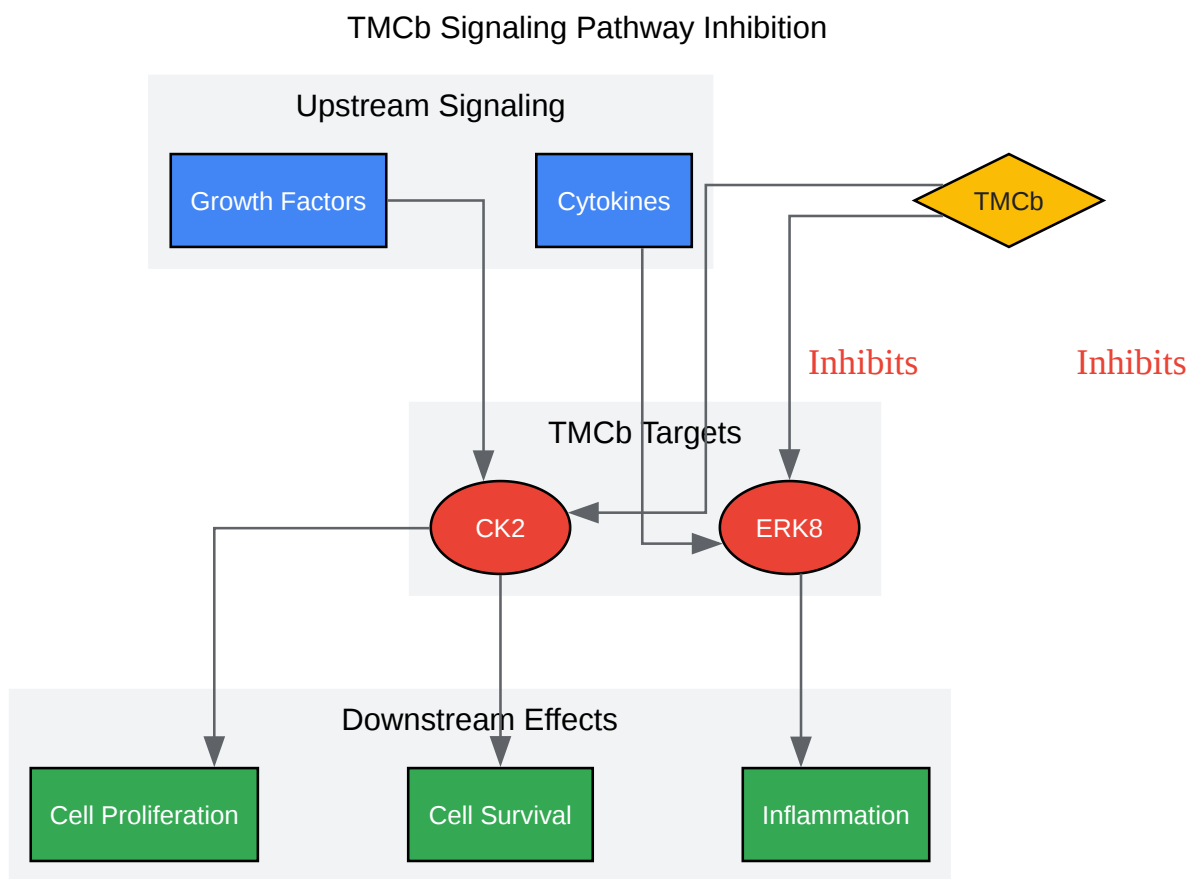 TMCb Signaling Pathway Inhibition
Upstream Signaling
Growth Factors
Cytokines
TMCb
Inhibits
Inhibits
TMCb Targets
CK2
ERK8
Downstream Effects
Cell Proliferation
Cell Survival
Inflammation